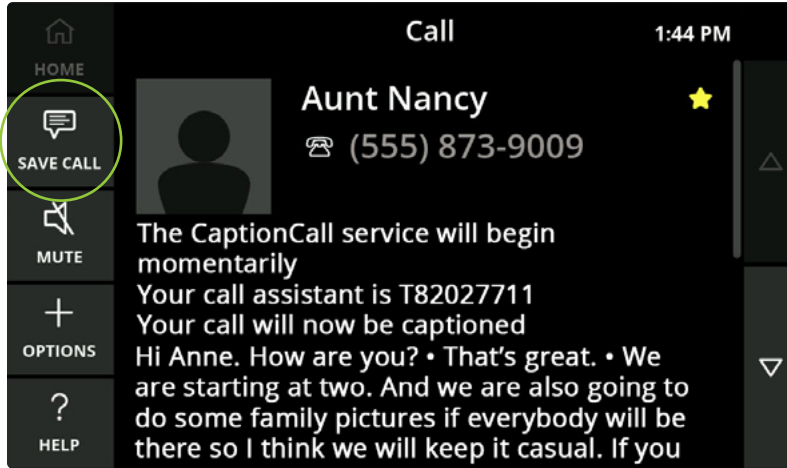 Call
1:44 PM
HOME
SAVE CALL
MUTE
OPTIONS
?
HELP
Aunt Nancy
(555) 873-9009
The CaptionCall service will begin
momentarily
Your call assistant is T82027711
Your call will now be captioned
Hi Anne. How are you? • That’s great. • We
are starting at two. And we are also going to
do some family pictures if everybody will be
there so I think we will keep it casual. If you